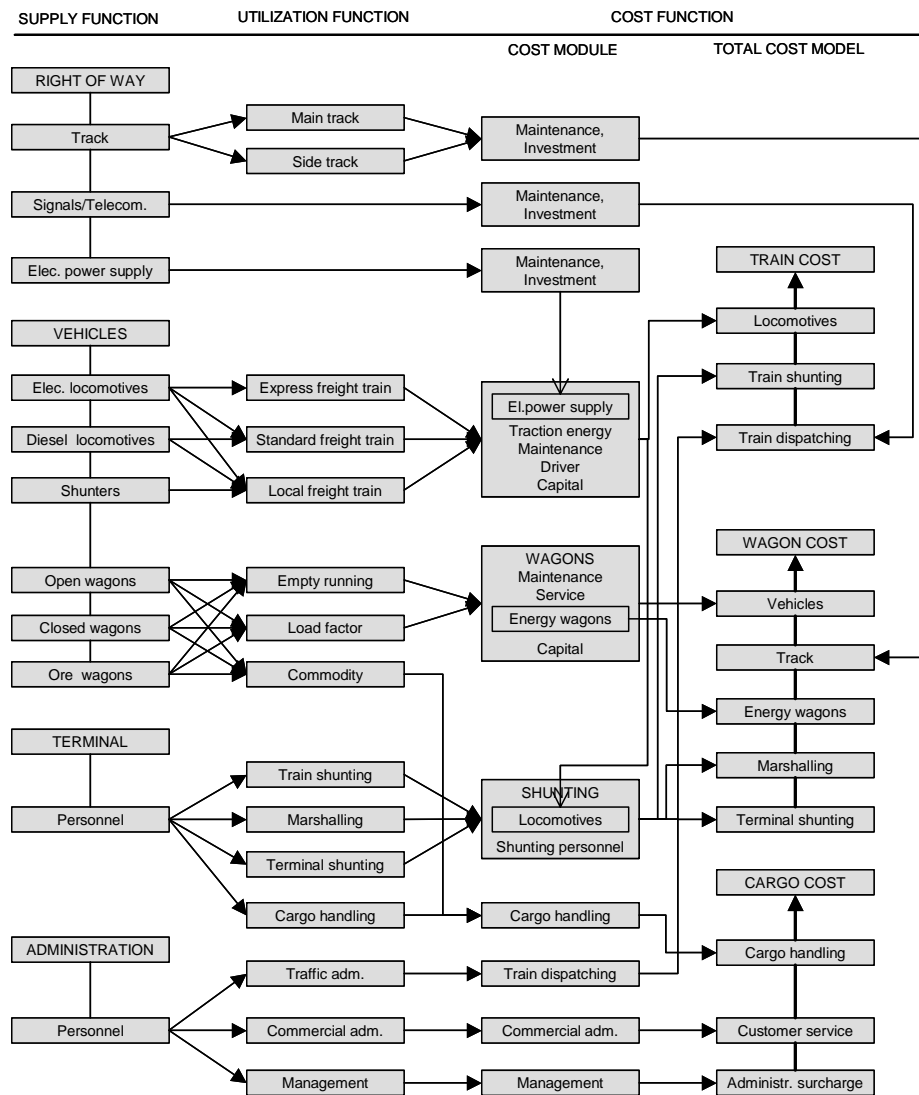 SUPPLY FUNCTION
UTILIZATION FUNCTION
COST FUNCTION
COST MODULE
TOTAL COST MODEL
RIGHT OF WAY
Track
Signals/Telecom.
Elec. power supply
VEHICLES
Elec. locomotives
Diesel locomotives
Shunters
Open wagons
Closed wagons
Ore wagons
TERMINAL
Personnel
ADMINISTRATION
Personnel
Main track
Side track
Express freight train
Standard freight train
Local freight train
Empty running
Load factor
Commodity
Train shunting
Marshalling
Terminal shunting
Cargo handling
Traffic adm.
Commercial adm.
Management
Maintenance,
Investment
Maintenance,
Investment
Maintenance,
Investment
El.power supply
Traction energy
Maintenance
Driver
Capital
WAGONS
Maintenance
Service
Energy wagons
Capital
SHUNTING
Locomotives
Shunting personnel
Cargo handling
Train dispatching
Commercial adm.
Management
TRAIN COST
Locomotives
Train shunting
Train dispatching
WAGON COST
Vehicles
Track
Energy wagons
Marshalling
Terminal shunting
CARGO COST
Cargo handling
Customer service
Administr. surcharge